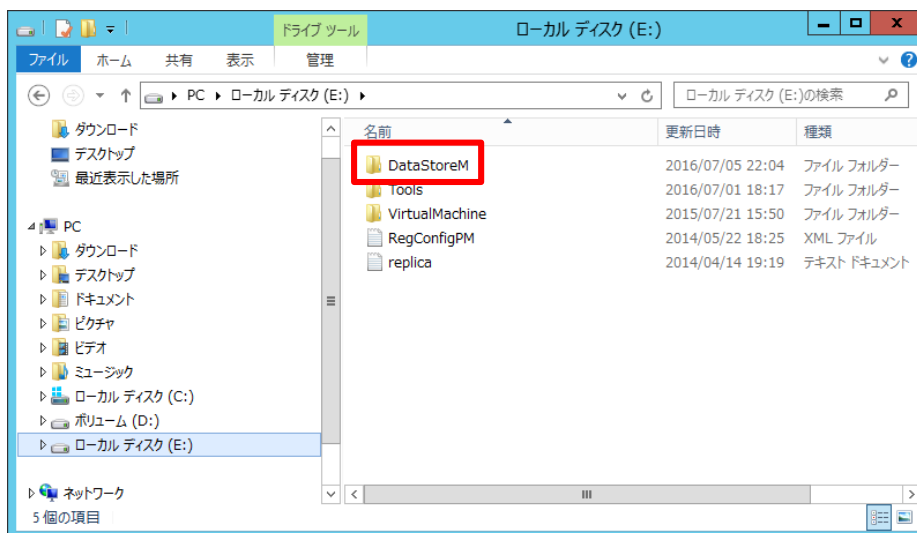 ドライブ ツール
ローカル ディスク (E:)
ファイル ホーム 共有 表示 管理
PC ローカル ディスク (E:) ローカル ディスク (E:)の検索
ダウンロード
デスクトップ
最近表示した場所
PC
ダウンロード
デスクトップ
ドキュメント
ピクチャ
ビデオ
ミュージック
ローカル ディスク (C:)
ボリューム (D:)
ローカル ディスク (E:)
ネットワーク
名前 更新日時 種類
DataStoreM 2016/07/05 22:04 ファイル フォルダー
Tools 2016/07/01 18:17 ファイル フォルダー
VirtualMachine 2015/07/21 15:50 ファイル フォルダー
RegConfigPM 2014/05/22 18:25 XML ファイル
replica 2014/04/14 19:19 テキスト ドキュメント
5 個の項目